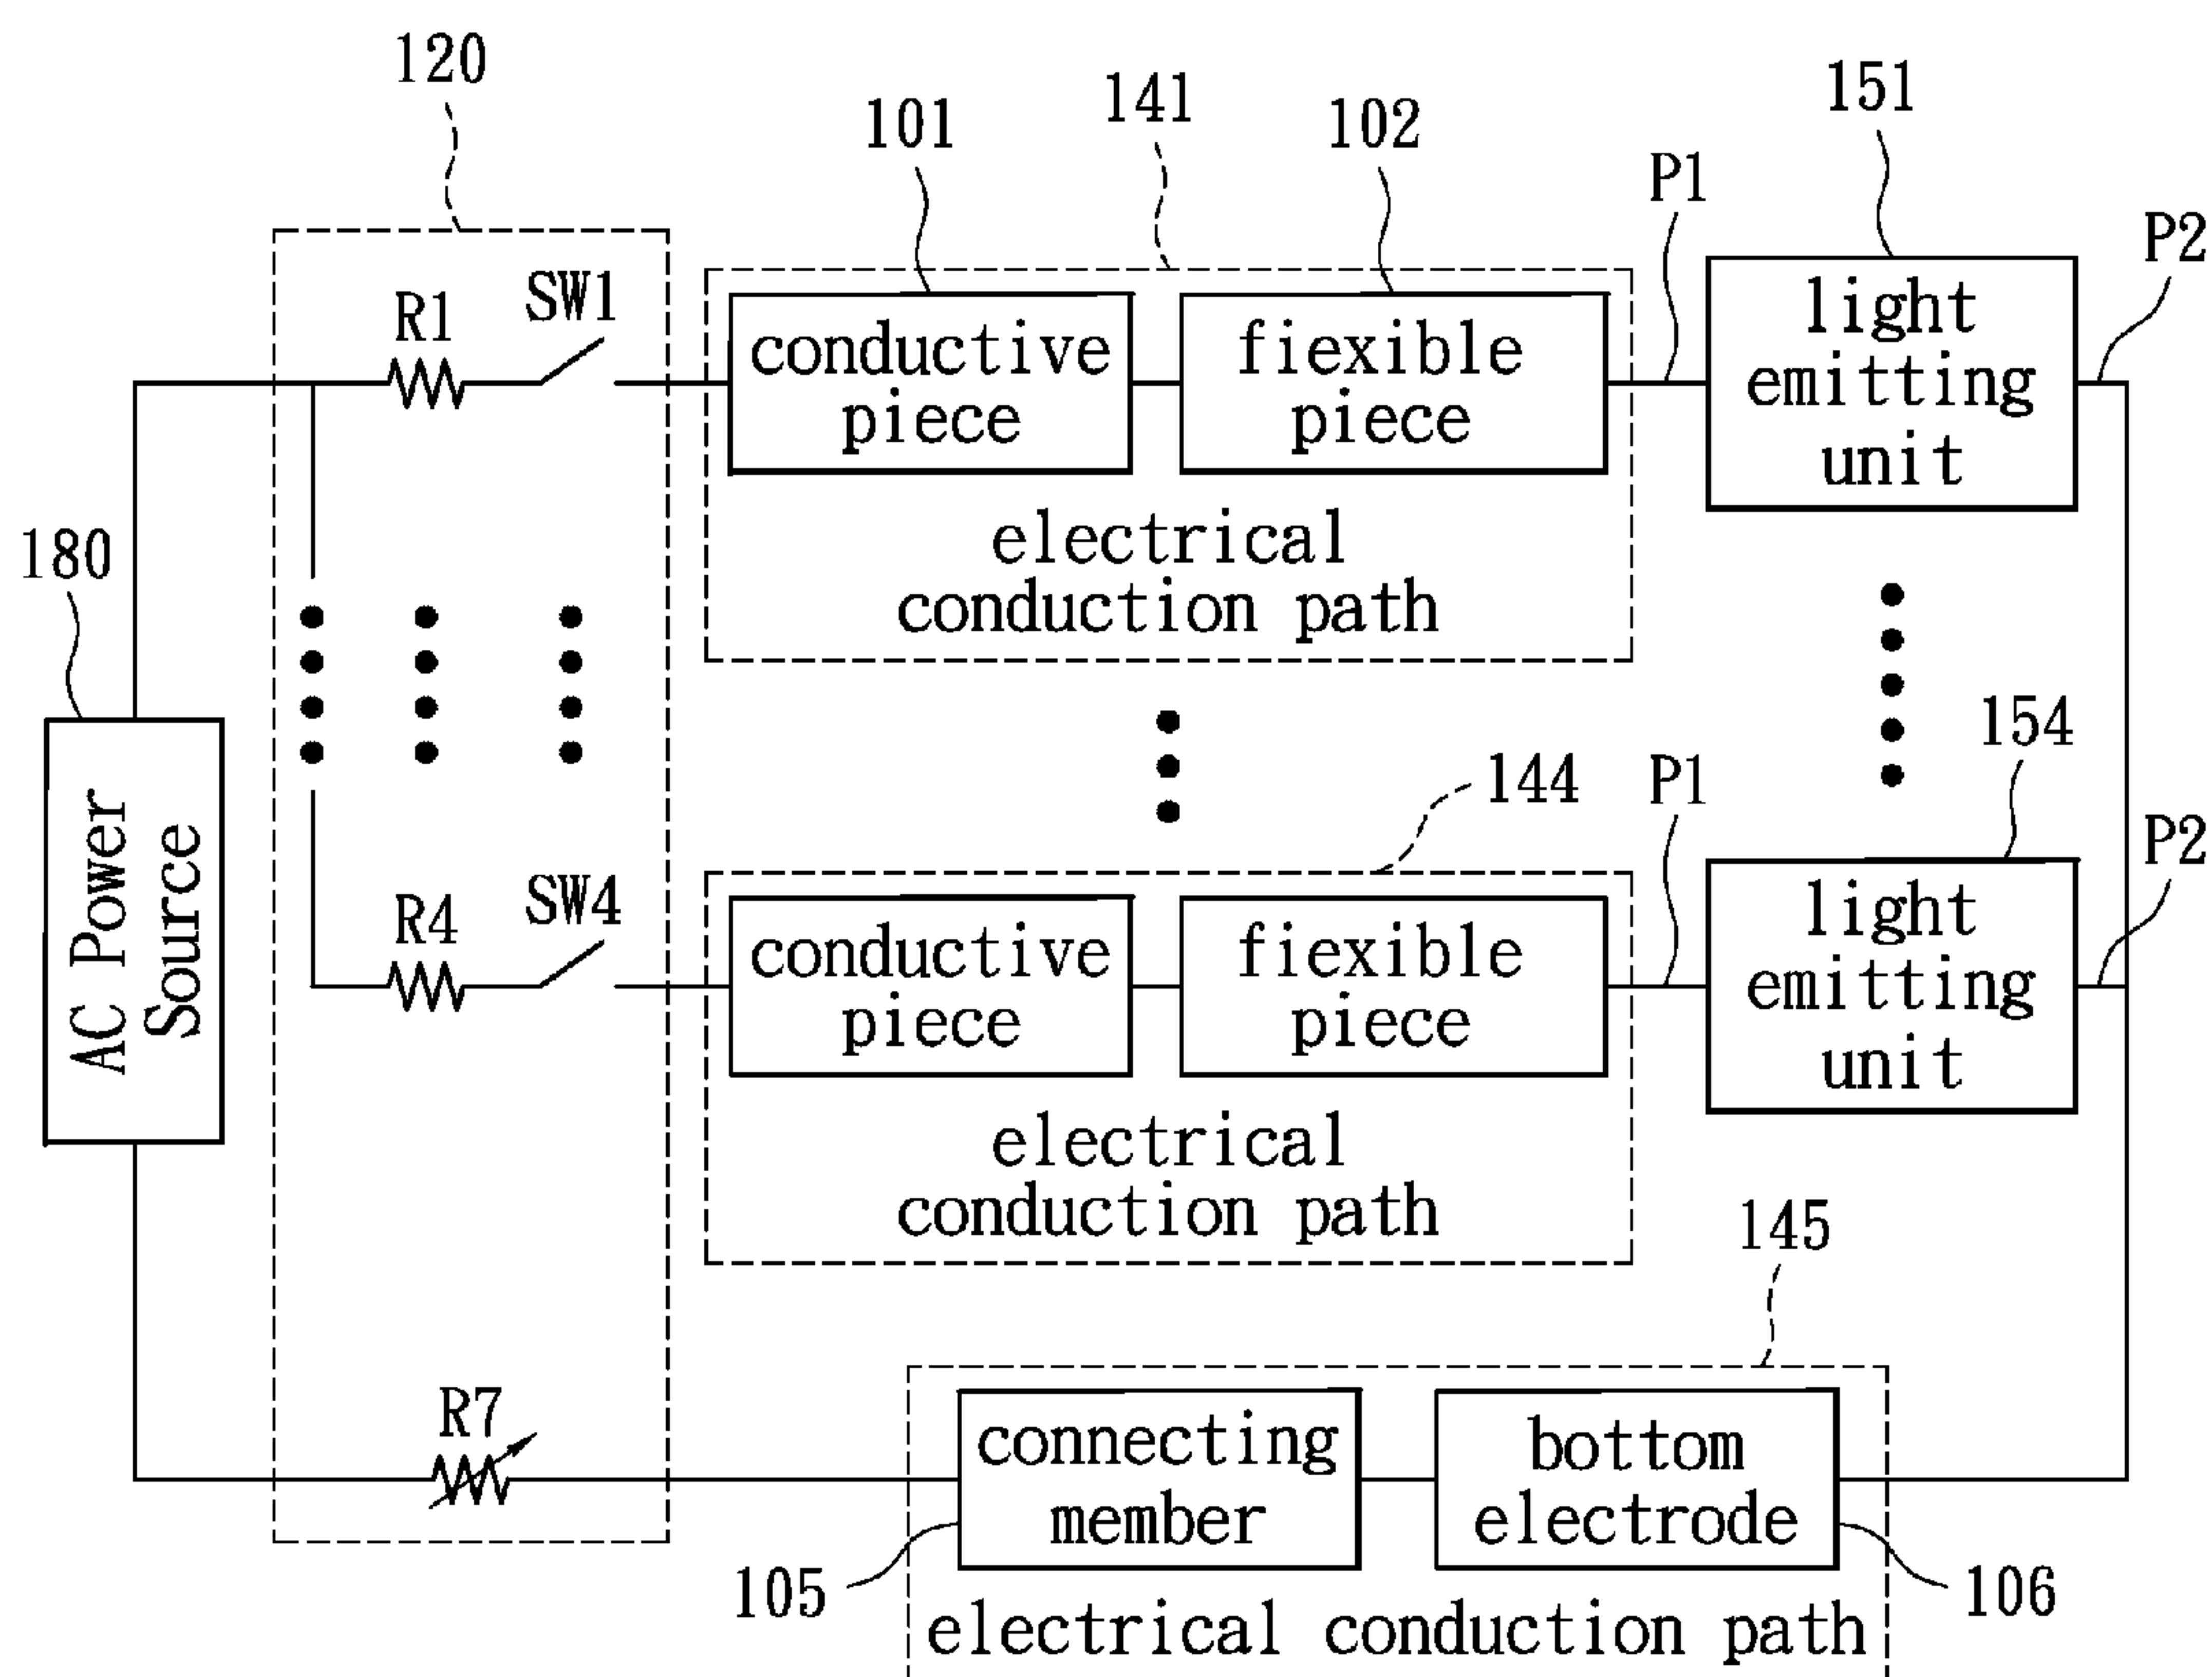 120
101
141
102
151
P1
P2
R1
SW1
conductive
piece
fiexible
piece
light
emitting
unit
electrical
conduction path
180
AC Power
Source
154
144
P1
P2
R4
SW4
conductive
piece
fiexible
piece
light
emitting
unit
electrical
conduction path
145
R7
connecting
member
bottom
electrode
105
106
electrical conduction path